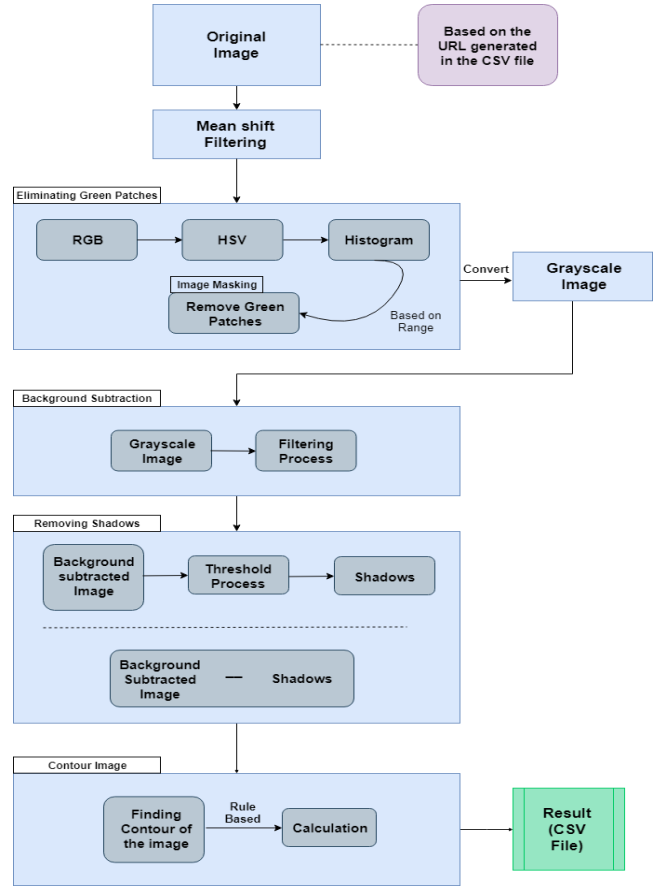 Original
Image
Based on the
URL generated
in the CSV file
Mean shift
Filtering
Eliminating Green Patches
RGB
HSV
Histogram
Image Masking
Remove Green
Patches
Based on
Range
Convert
Grayscale
Image
Background Subtraction
Grayscale
Image
Filtering
Process
Removing Shadows
Background
subtracted
Image
Threshold
Process
Shadows
Background
Subtracted
Image
—
Shadows
Contour Image
Finding
Contour of
the image
Rule
Based
Calculation
Result
(CSV
File)